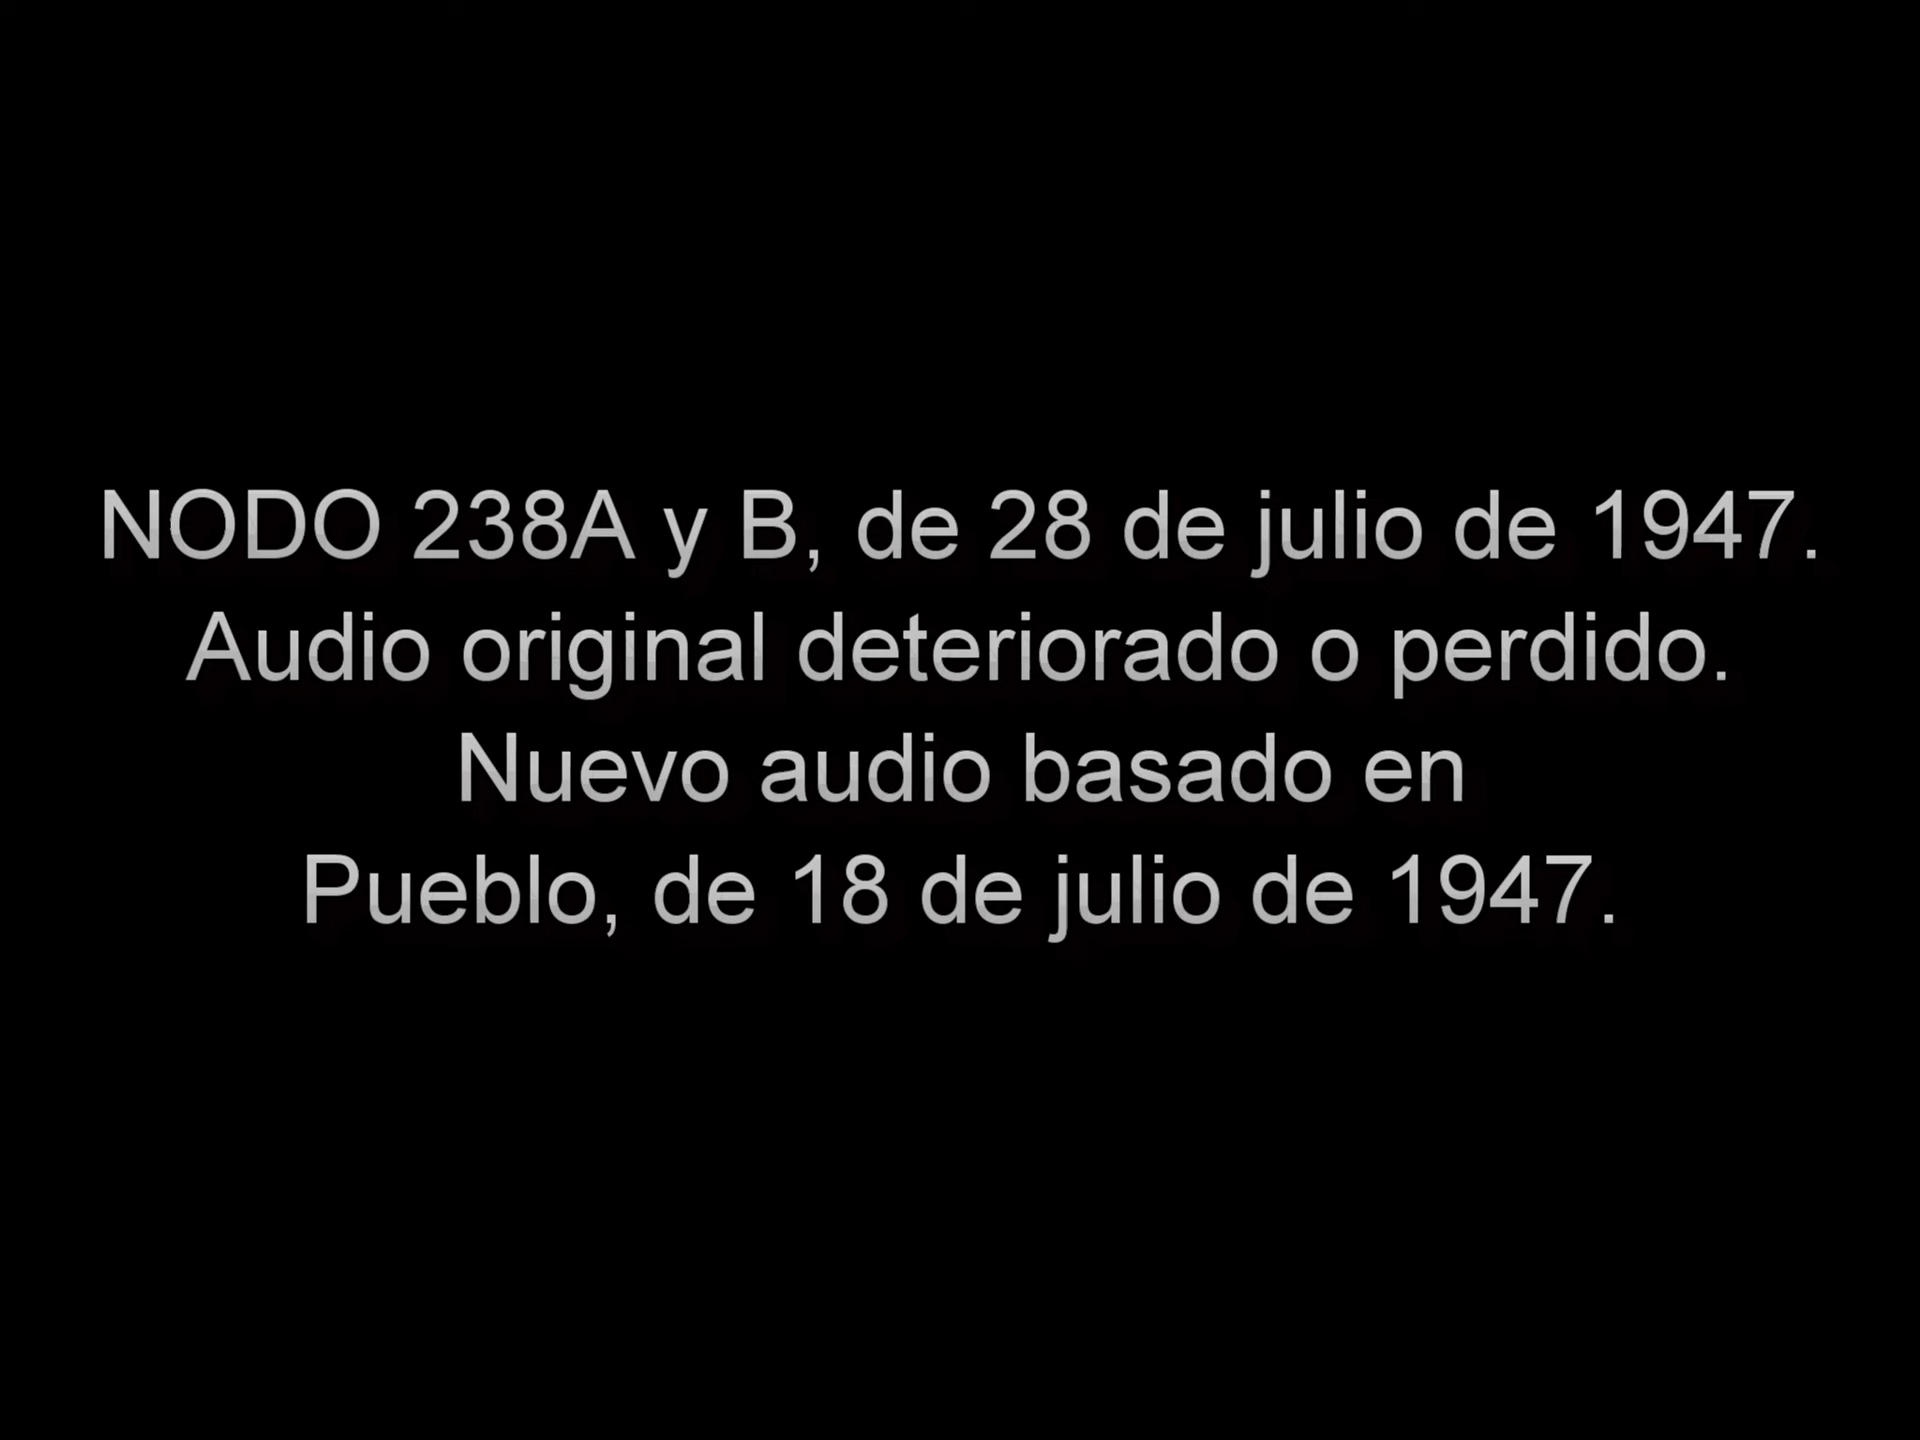 NODO 238A y B, de 28 de julio de 1947.
Audio original deteriorado o perdido.
Nuevo audio basado en
Pueblo, de 18 de julio de 1947.